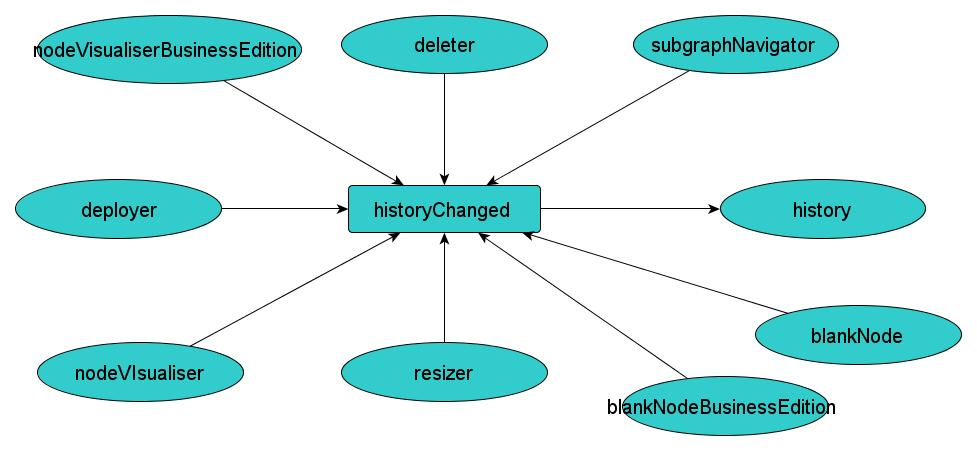 nodeVisualiserBusinessEdition
deleter
subgraphNavigator
deployer
historyChanged
history
blankNode
nodeVIsualiser
resizer
blankNodeBusinessEdition